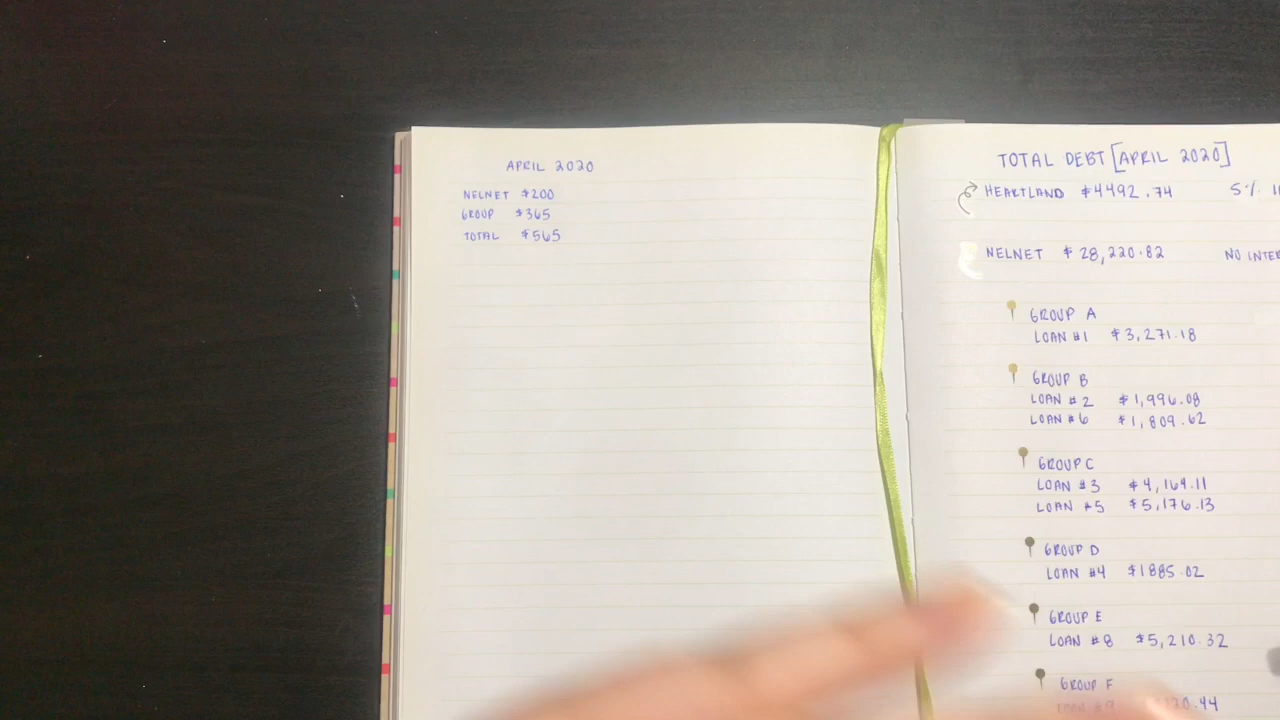 APRIL 2020
NELNET $200
GROUP $365
TOTAL $565
TOTAL DEBT [APRIL 2020]
HEARTLAND $4492.74 5%
NELNET $28,220.82 NO
GROUP A
LOAN #1 $3,271.18
GROUP B
LOAN #2 $1,996.08
LOAN #6 $1,809.62
GROUP C
LOAN #3 $4,164.11
LOAN #5 $5,176.13
GROUP D
LOAN #4 $1885.02
GROUP E
LOAN #8 $5,210.32
GROUP F